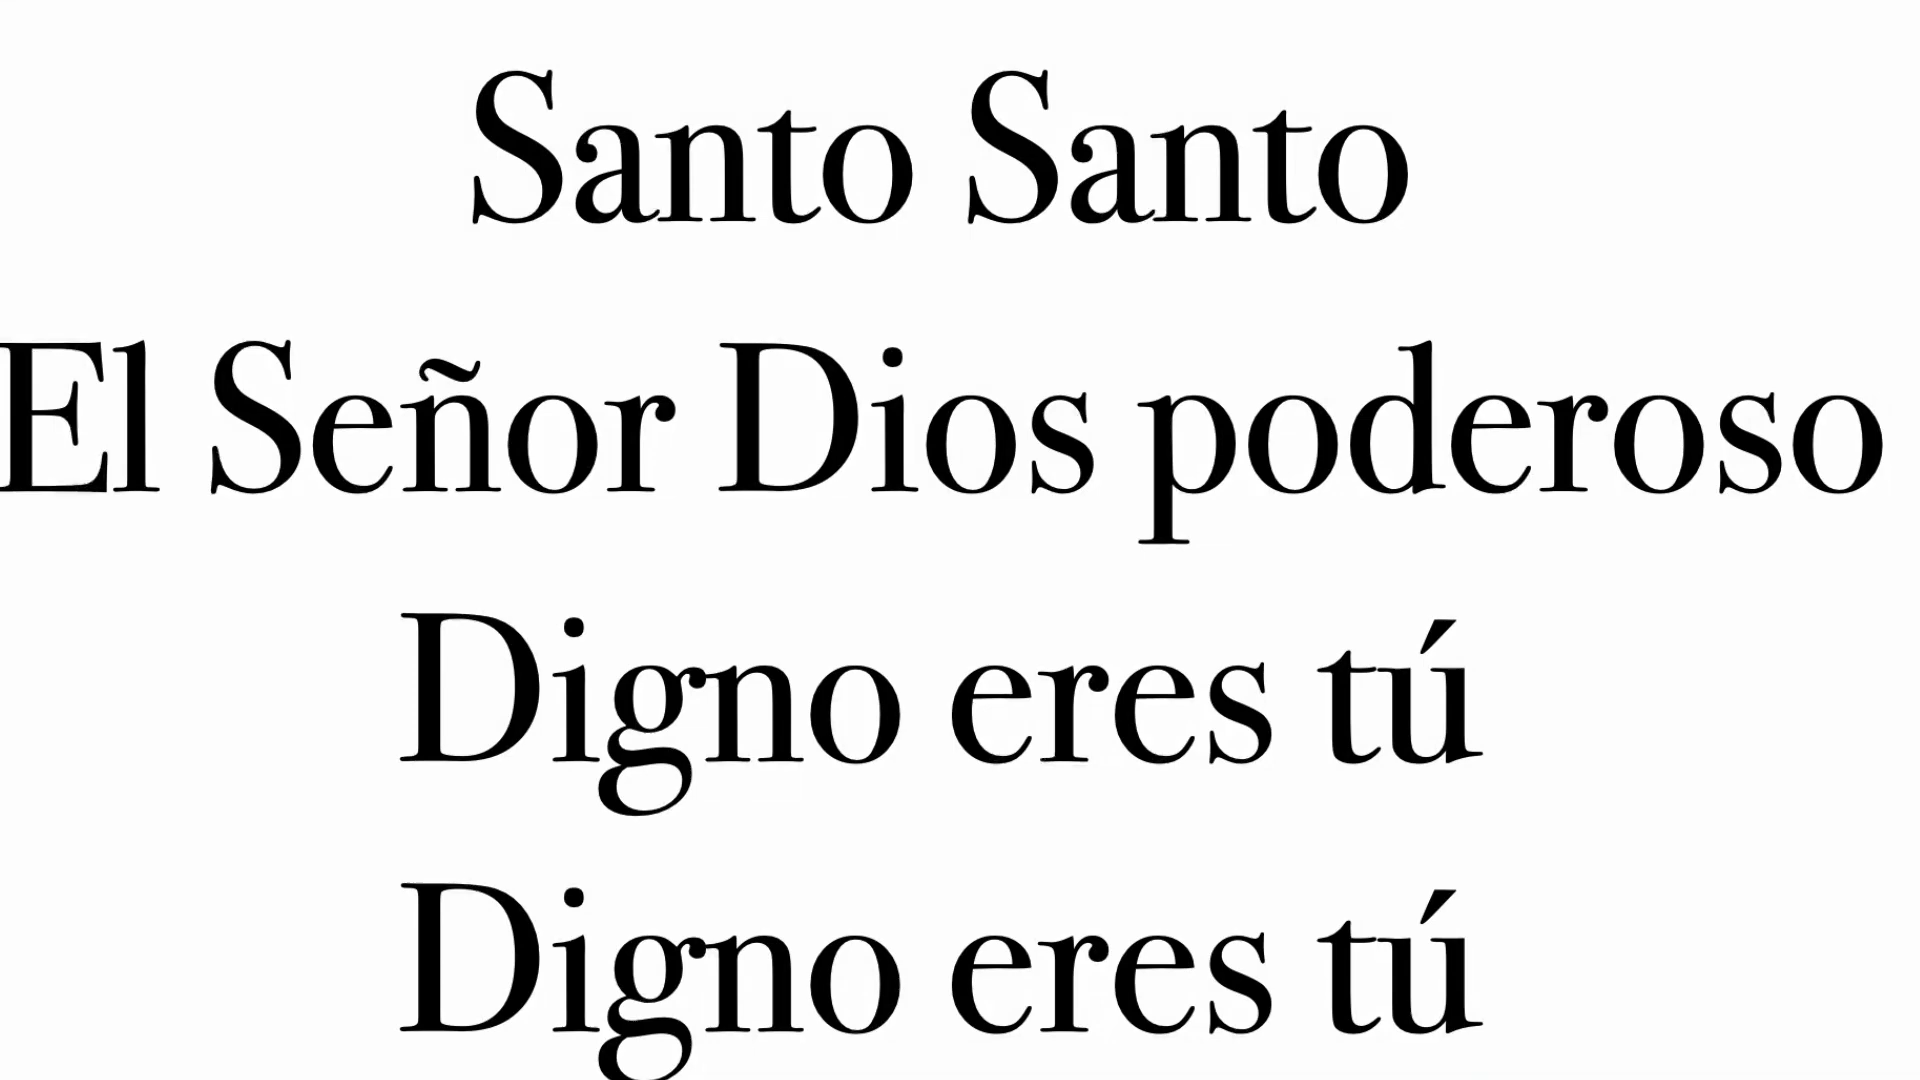 Santo Santo
El Señor Dios poderoso
Digno eres tú
Digno eres tú